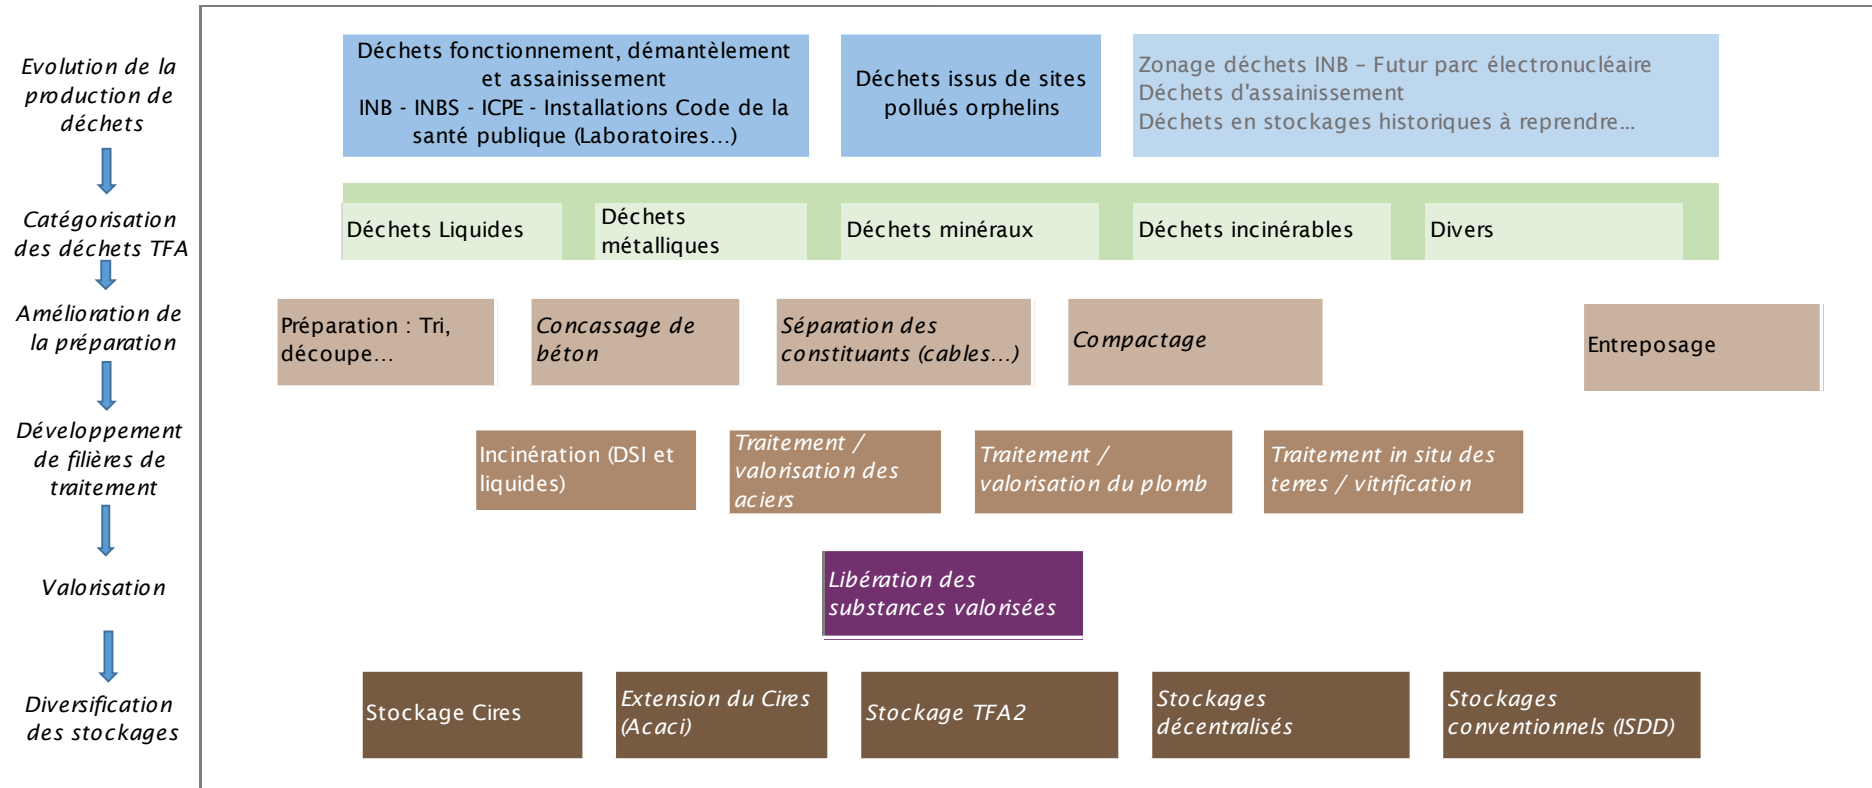 Evolution de la
production de
déchets
Déchets fonctionnement, démantèlement
et assainissement
INB - INBS - ICPE - Installations Code de la
santé publique (Laboratoires…)
Déchets issus de sites
pollués orphelins
Zonage déchets INB – Futur parc électronucléaire
Déchets d'assainissement
Déchets en stockages historiques à reprendre…
Catégorisation
des déchets TFA
Déchets Liquides
Déchets
métalliques
Déchets minéraux
Déchets incinérables
Divers
Amélioration de
la préparation
Préparation : Tri,
découpe…
Concassage de
béton
Séparation des
constituants (cables…)
Compactage
Entreposage
Développement
de filières de
traitement
Incinération (DSI et
liquides)
Traitement /
valorisation des
aciers
Traitement /
valorisation du plomb
Traitement in situ des
terres / vitrification
Valorisation
Libération des
substances valorisées
Diversification
des stockages
Stockage Cires
Extension du Cires
(Acaci)
Stockage TFA2
Stockages
décentralisés
Stockages
conventionnels (ISDD)